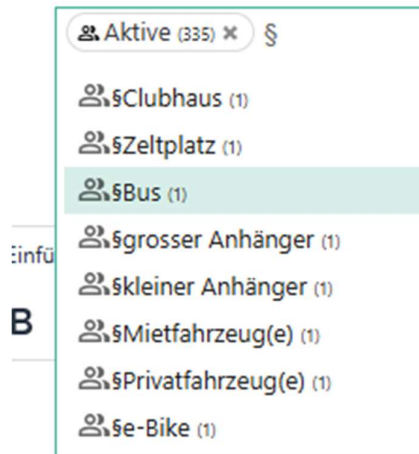 Aktive (335) × §
§Clubhaus (1)
§Zeltplatz (1)
§Bus (1)
§grosser Anhänger (1)
§kleiner Anhänger (1)
§Mietfahrzeug(e) (1)
§Privatfahrzeug(e) (1)
§e-Bike (1)
Einfü
B